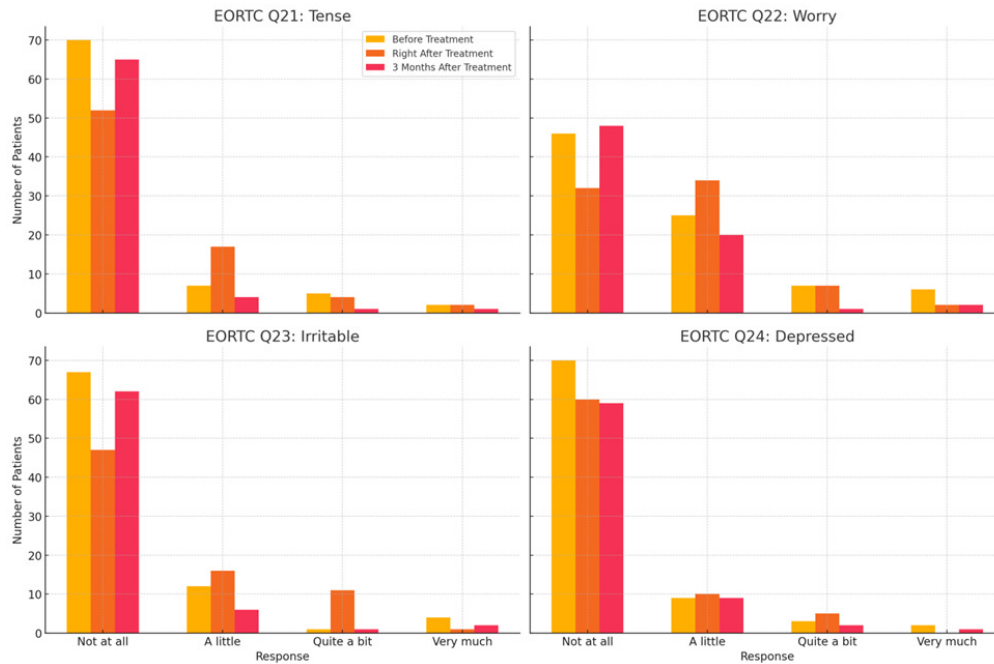 EORTC Q21: Tense
Before Treatment
Right After Treatment
3 Months After Treatment
Number of Patients
70
60
50
40
30
20
10
0
EORTC Q22: Worry
EORTC Q23: Irritable
Number of Patients
70
60
50
40
30
20
10
0
Not at all
A little
Quite a bit
Very much
Response
EORTC Q24: Depressed
Not at all
A little
Quite a bit
Very much
Response